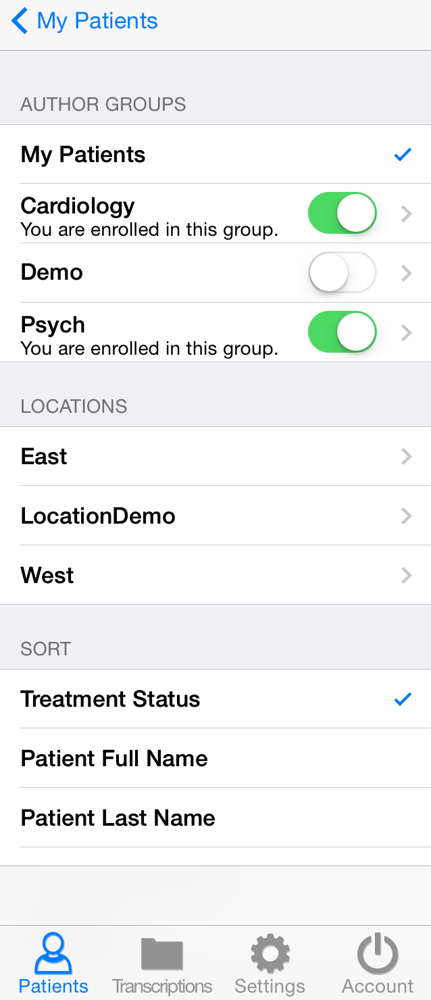 My Patients
AUTHOR GROUPS
My Patients
Cardiology
You are enrolled in this group.
Demo
Psych
You are enrolled in this group.
LOCATIONS
East
LocationDemo
West
SORT
Treatment Status
Patient Full Name
Patient Last Name
Patients Transcriptions Settings Account